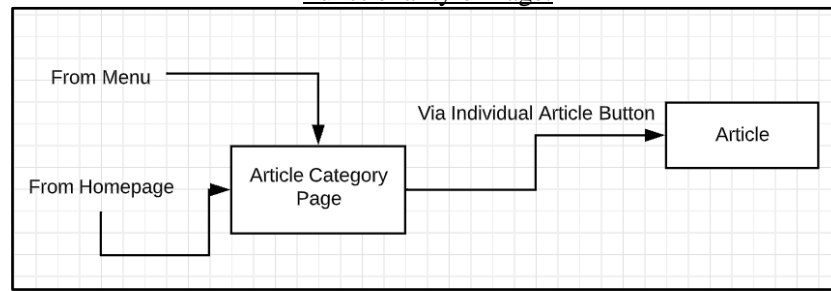 From Menu
Via Individual Article Button
Article
Article Category
Page
From Homepage